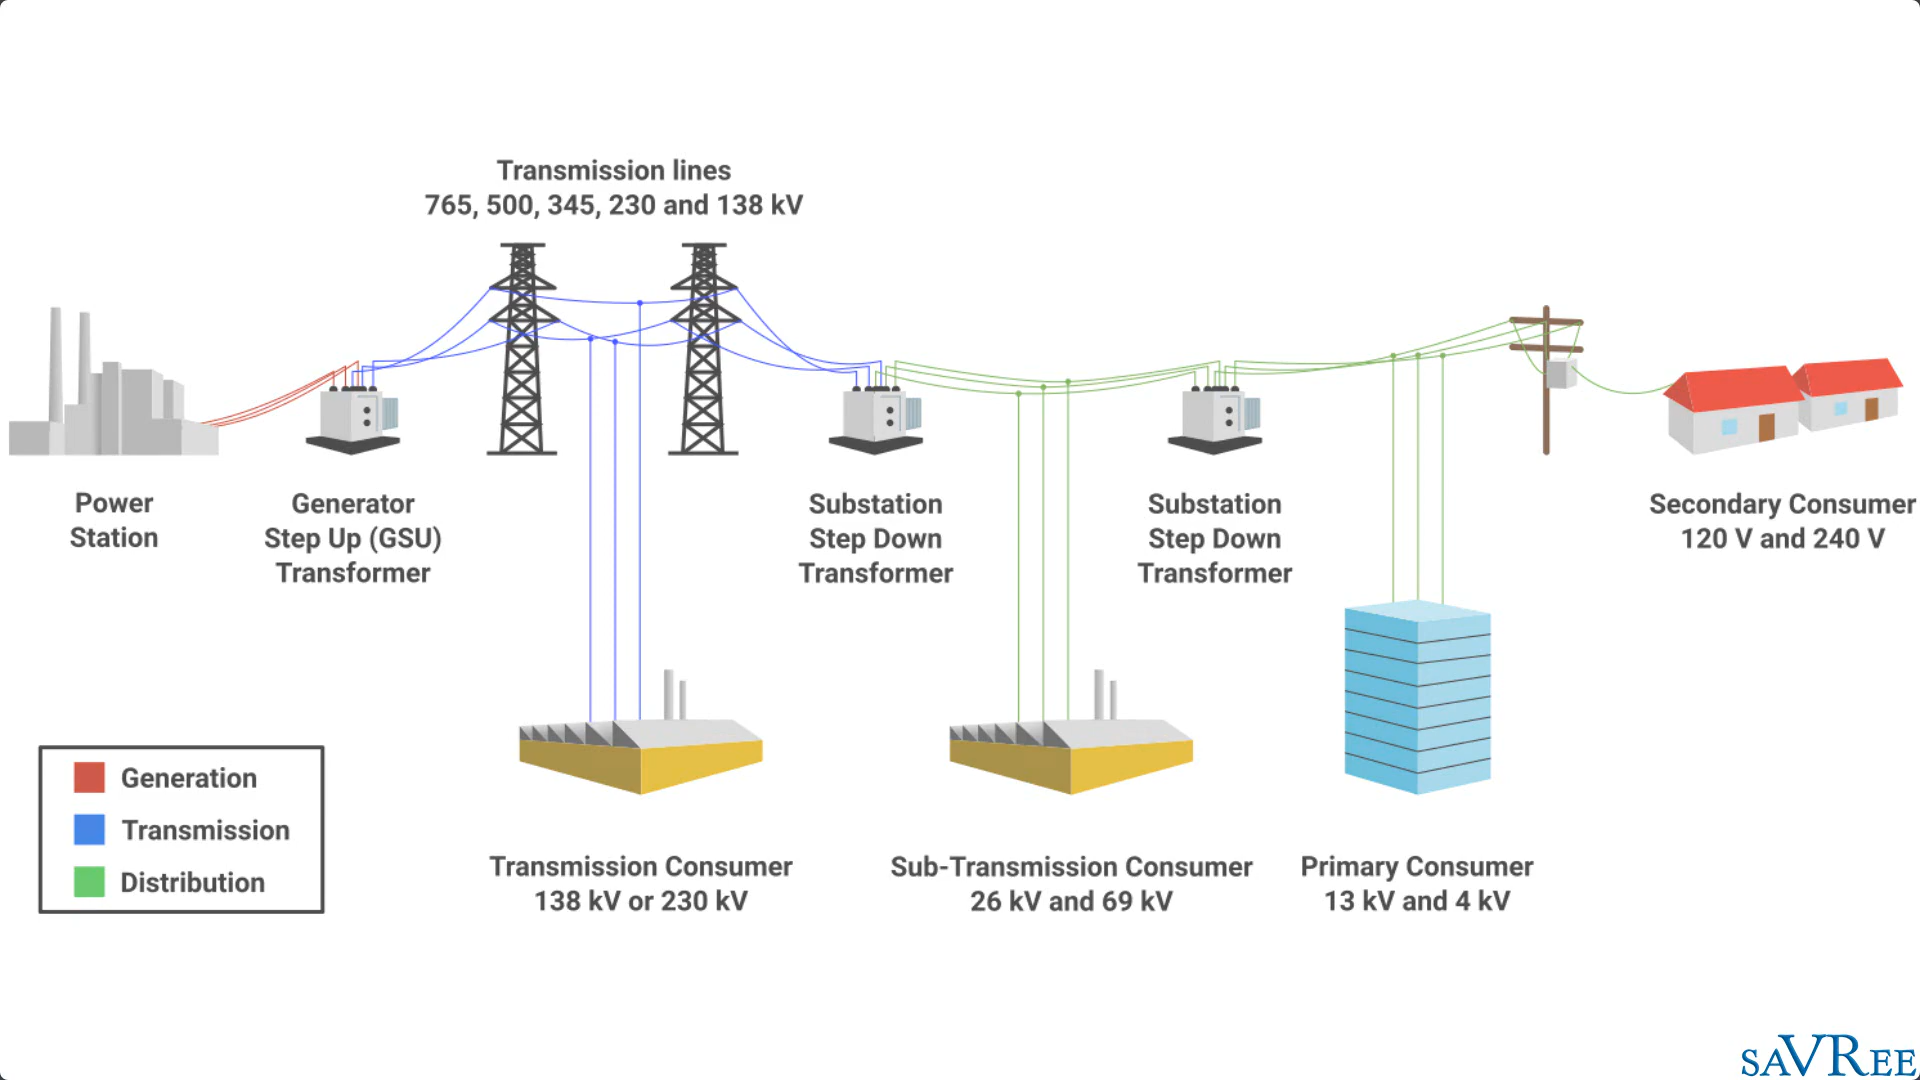 Transmission lines
765, 500, 345, 230 and 138 kV
Power
Station
Generator
Step Up (GSU)
Transformer
Substation
Step Down
Transformer
Substation
Step Down
Transformer
Secondary Consumer
120 V and 240 V
Generation
Transmission
Distribution
Transmission Consumer
138 kV or 230 kV
Sub-Transmission Consumer
26 kV and 69 kV
Primary Consumer
13 kV and 4 kV
saVRee